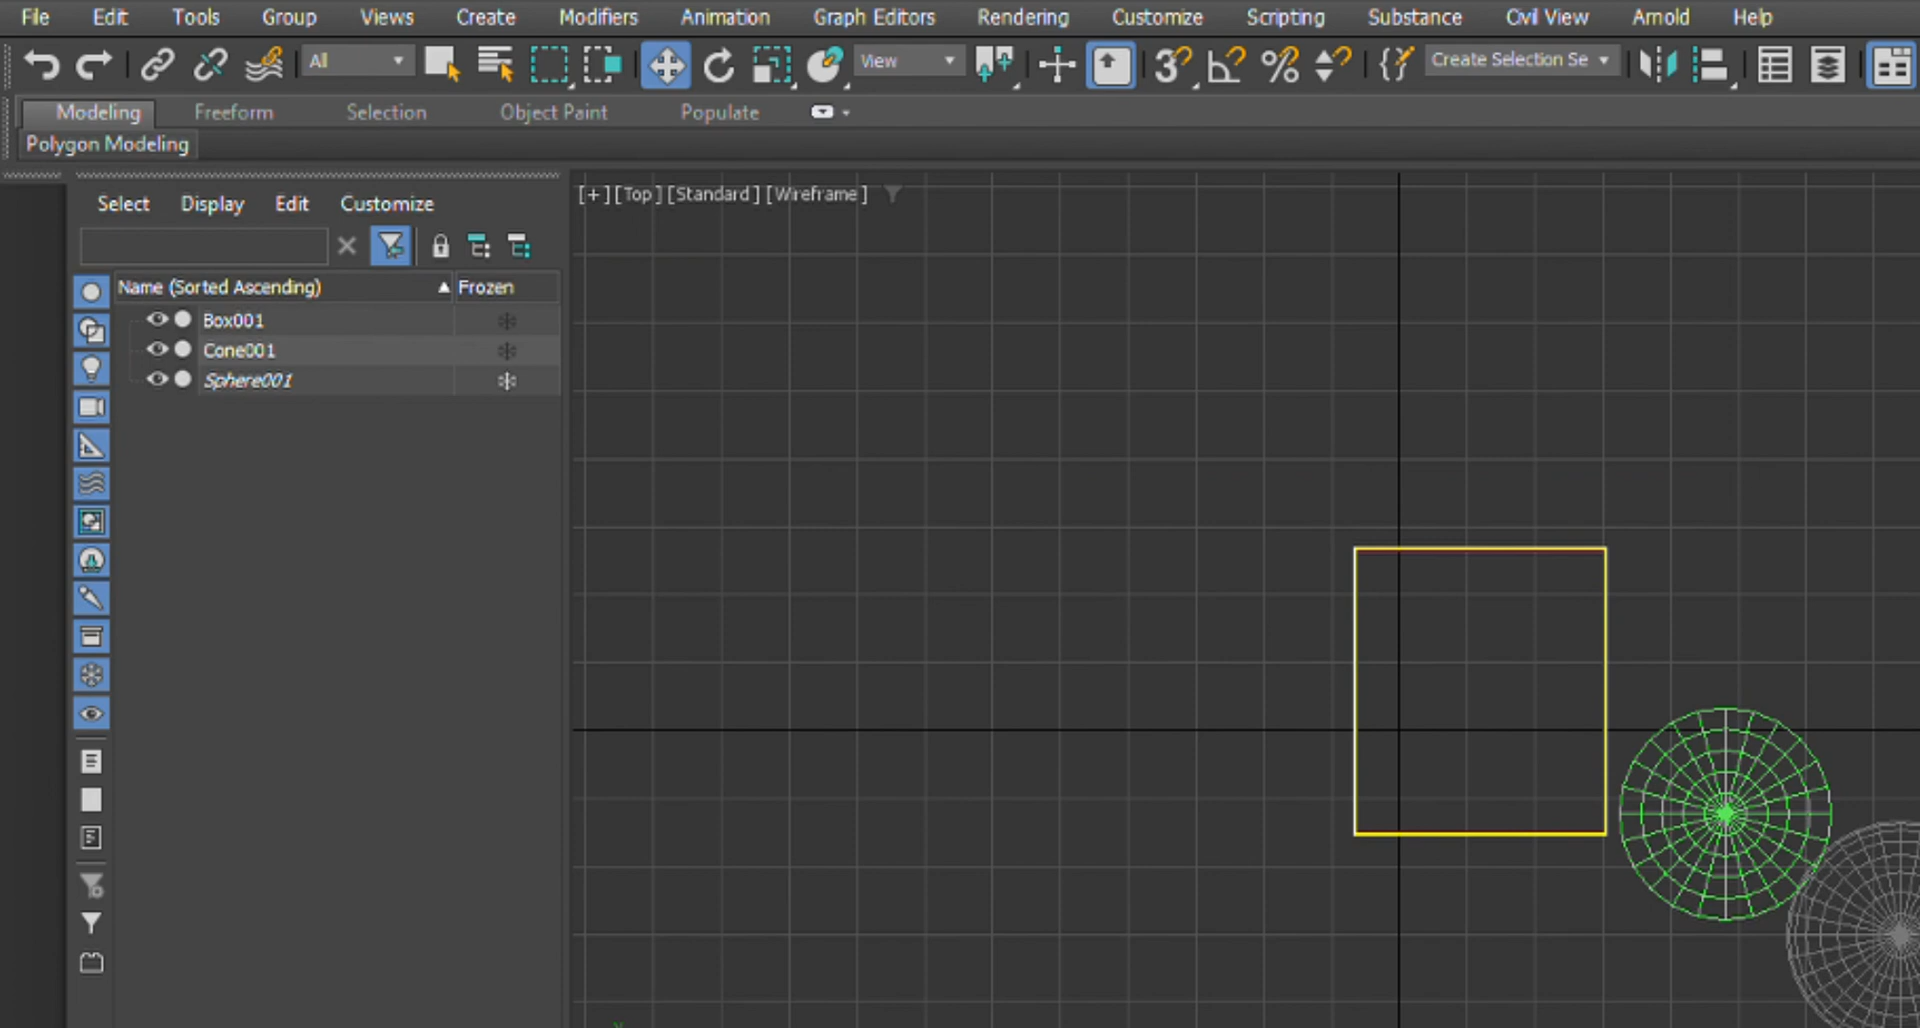 File Edit Tools Group Views Create Modifiers Animation Graph Editors Rendering Customize Scripting Substance Civil View Arnold Help
All View 3 Create Selection Se
Modeling Freeform Selection Object Paint Populate
Polygon Modeling
Select Display Edit Customize
[+] [Top] [Standard] [Wireframe]
Name (Sorted Ascending) Frozen
Box001
Cone001
Sphere001